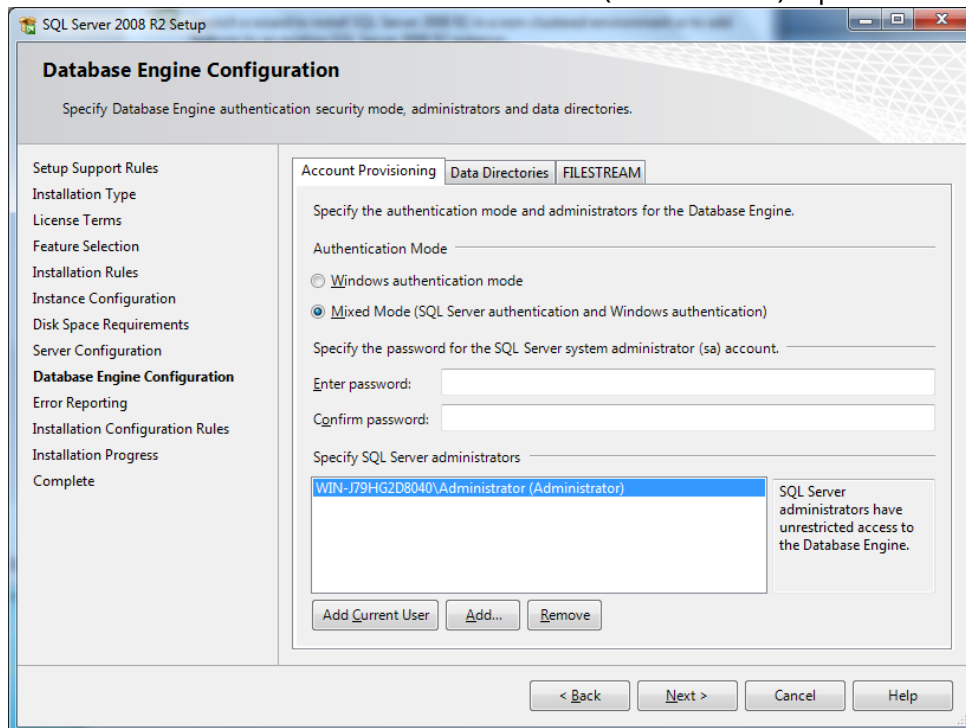 SQL Server 2008 R2 Setup
Database Engine Configuration
Specify Database Engine authentication security mode, administrators and data directories.
Setup Support Rules
Installation Type
License Terms
Feature Selection
Installation Rules
Instance Configuration
Disk Space Requirements
Server Configuration
Database Engine Configuration
Error Reporting
Installation Configuration Rules
Installation Progress
Complete
Account Provisioning Data Directories FILESTREAM
Specify the authentication mode and administrators for the Database Engine.
Authentication Mode
Windows authentication mode
Mixed Mode (SQL Server authentication and Windows authentication)
Specify the password for the SQL Server system administrator (sa) account.
Enter password:
Confirm password:
Specify SQL Server administrators
WIN-J79HG2D8040\Administrator (Administrator)
SQL Server
administrators have
unrestricted access to
the Database Engine.
Add Current User Add... Remove
< Back Next > Cancel Help